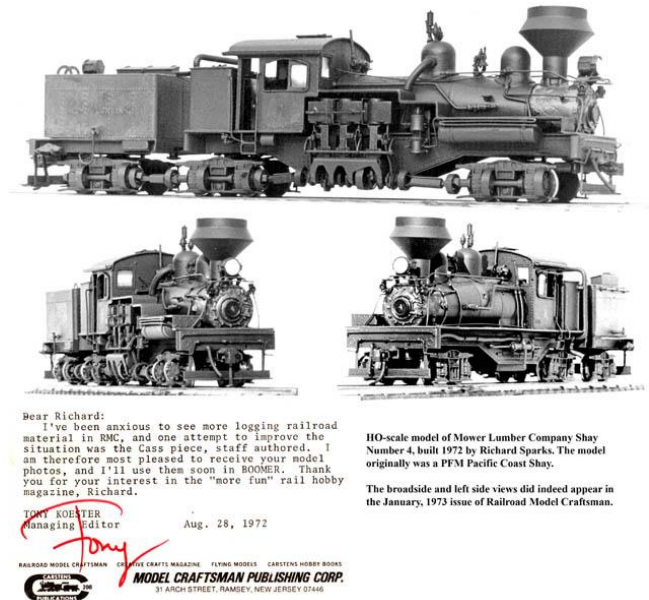 Dear Richard:
I've been anxious to see more logging railroad
material in RMC, and one attempt to improve the
situation was the Cass piece, staff authored. I
am therefore most pleased to receive your model
photos, and I'll use them soon in BOOMER. Thank
you for your interest in the "more fun" rail hobby
magazine, Richard.
TONY KOESTER
Managing Editor Aug. 28, 1972
Tony
RAILROAD MODEL CRAFTSMAN CREATIVE CRAFTS MAGAZINE FLYING MODELS CARSTENS HOBBY BOOKS
CARSTENS
PUBLICATIONS
MODEL CRAFTSMAN PUBLISHING CORP.
31 ARCH STREET, RAMSEY, NEW JERSEY 07446
HO-scale model of Mower Lumber Company Shay
Number 4, built 1972 by Richard Sparks. The model
originally was a PFM Pacific Coast Shay.
The broadside and left side views did indeed appear in
the January, 1973 issue of Railroad Model Craftsman.